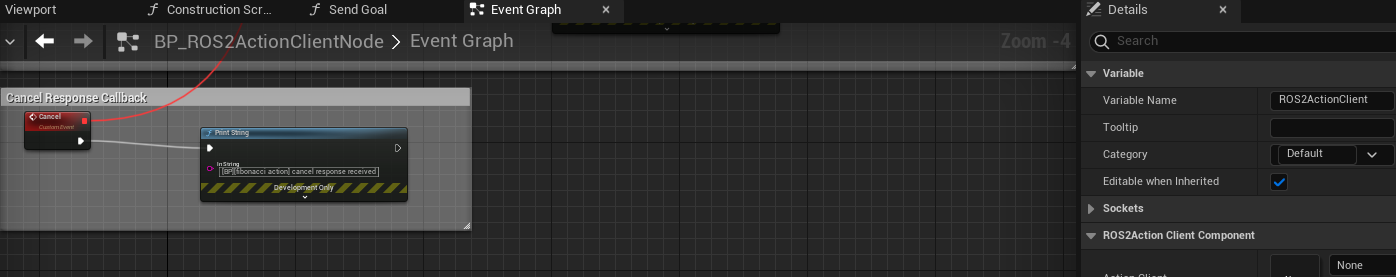 Viewport
Construction Scr...
Send Goal
Event Graph
BP_ROS2ActionClientNode > Event Graph
Zoom -4
Cancel Response Callback
Cancel
Custom Event
Print String
In String
[BP][fibonacci action] cancel response received
Development Only
Details
Search
Variable
Variable Name
ROS2ActionClient
Tooltip
Category
Default
Editable when Inherited
Sockets
ROS2Action Client Component
Action Client
None